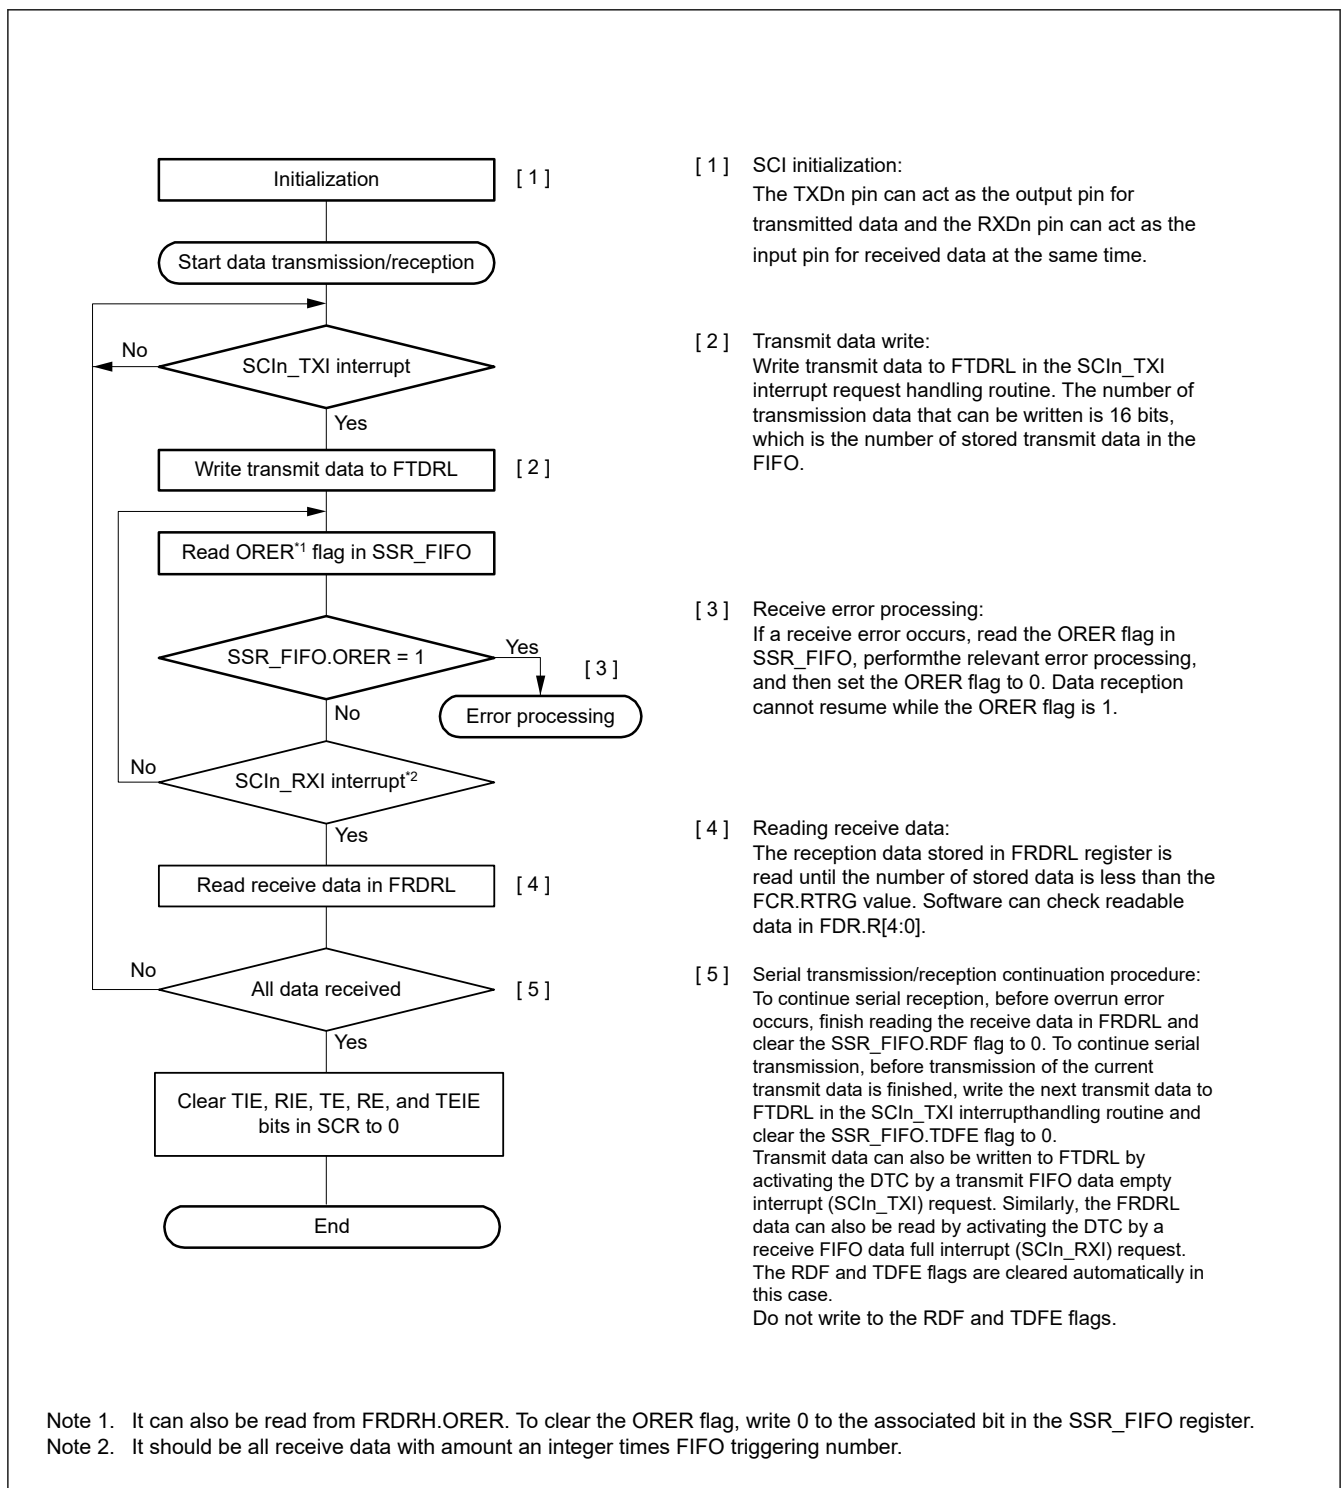 Initialization
[ 1 ]
Start data transmission/reception
No
SCIn_TXI interrupt
Yes
Write transmit data to FTDRL
[ 2 ]
Read ORER*1 flag in SSR_FIFO
SSR_FIFO.ORER = 1
Yes
[ 3 ]
Error processing
No
No
SCIn_RXI interrupt*2
Yes
Read receive data in FRDRL
[ 4 ]
No
All data received
[ 5 ]
Yes
Clear TIE, RIE, TE, RE, and TEIE
bits in SCR to 0
End
[ 1 ] SCI initialization:
The TXDn pin can act as the output pin for
transmitted data and the RXDn pin can act as the
input pin for received data at the same time.
[ 2 ] Transmit data write:
Write transmit data to FTDRL in the SCIn_TXI
interrupt request handling routine. The number of
transmission data that can be written is 16 bits,
which is the number of stored transmit data in the
FIFO.
[ 3 ] Receive error processing:
If a receive error occurs, read the ORER flag in
SSR_FIFO, performthe relevant error processing,
and then set the ORER flag to 0. Data reception
cannot resume while the ORER flag is 1.
[ 4 ] Reading receive data:
The reception data stored in FRDRL register is
read until the number of stored data is less than the
FCR.RTRG value. Software can check readable
data in FDR.R[4:0].
[ 5 ] Serial transmission/reception continuation procedure:
To continue serial reception, before overrun error
occurs, finish reading the receive data in FRDRL and
clear the SSR_FIFO.RDF flag to 0. To continue serial
transmission, before transmission of the current
transmit data is finished, write the next transmit data to
FTDRL in the SCIn_TXI interrupthandling routine and
clear the SSR_FIFO.TDFE flag to 0.
Transmit data can also be written to FTDRL by
activating the DTC by a transmit FIFO data empty
interrupt (SCIn_TXI) request. Similarly, the FRDRL
data can also be read by activating the DTC by a
receive FIFO data full interrupt (SCIn_RXI) request.
The RDF and TDFE flags are cleared automatically in
this case.
Do not write to the RDF and TDFE flags.
Note 1. It can also be read from FRDRH.ORER. To clear the ORER flag, write 0 to the associated bit in the SSR_FIFO register.
Note 2. It should be all receive data with amount an integer times FIFO triggering number.